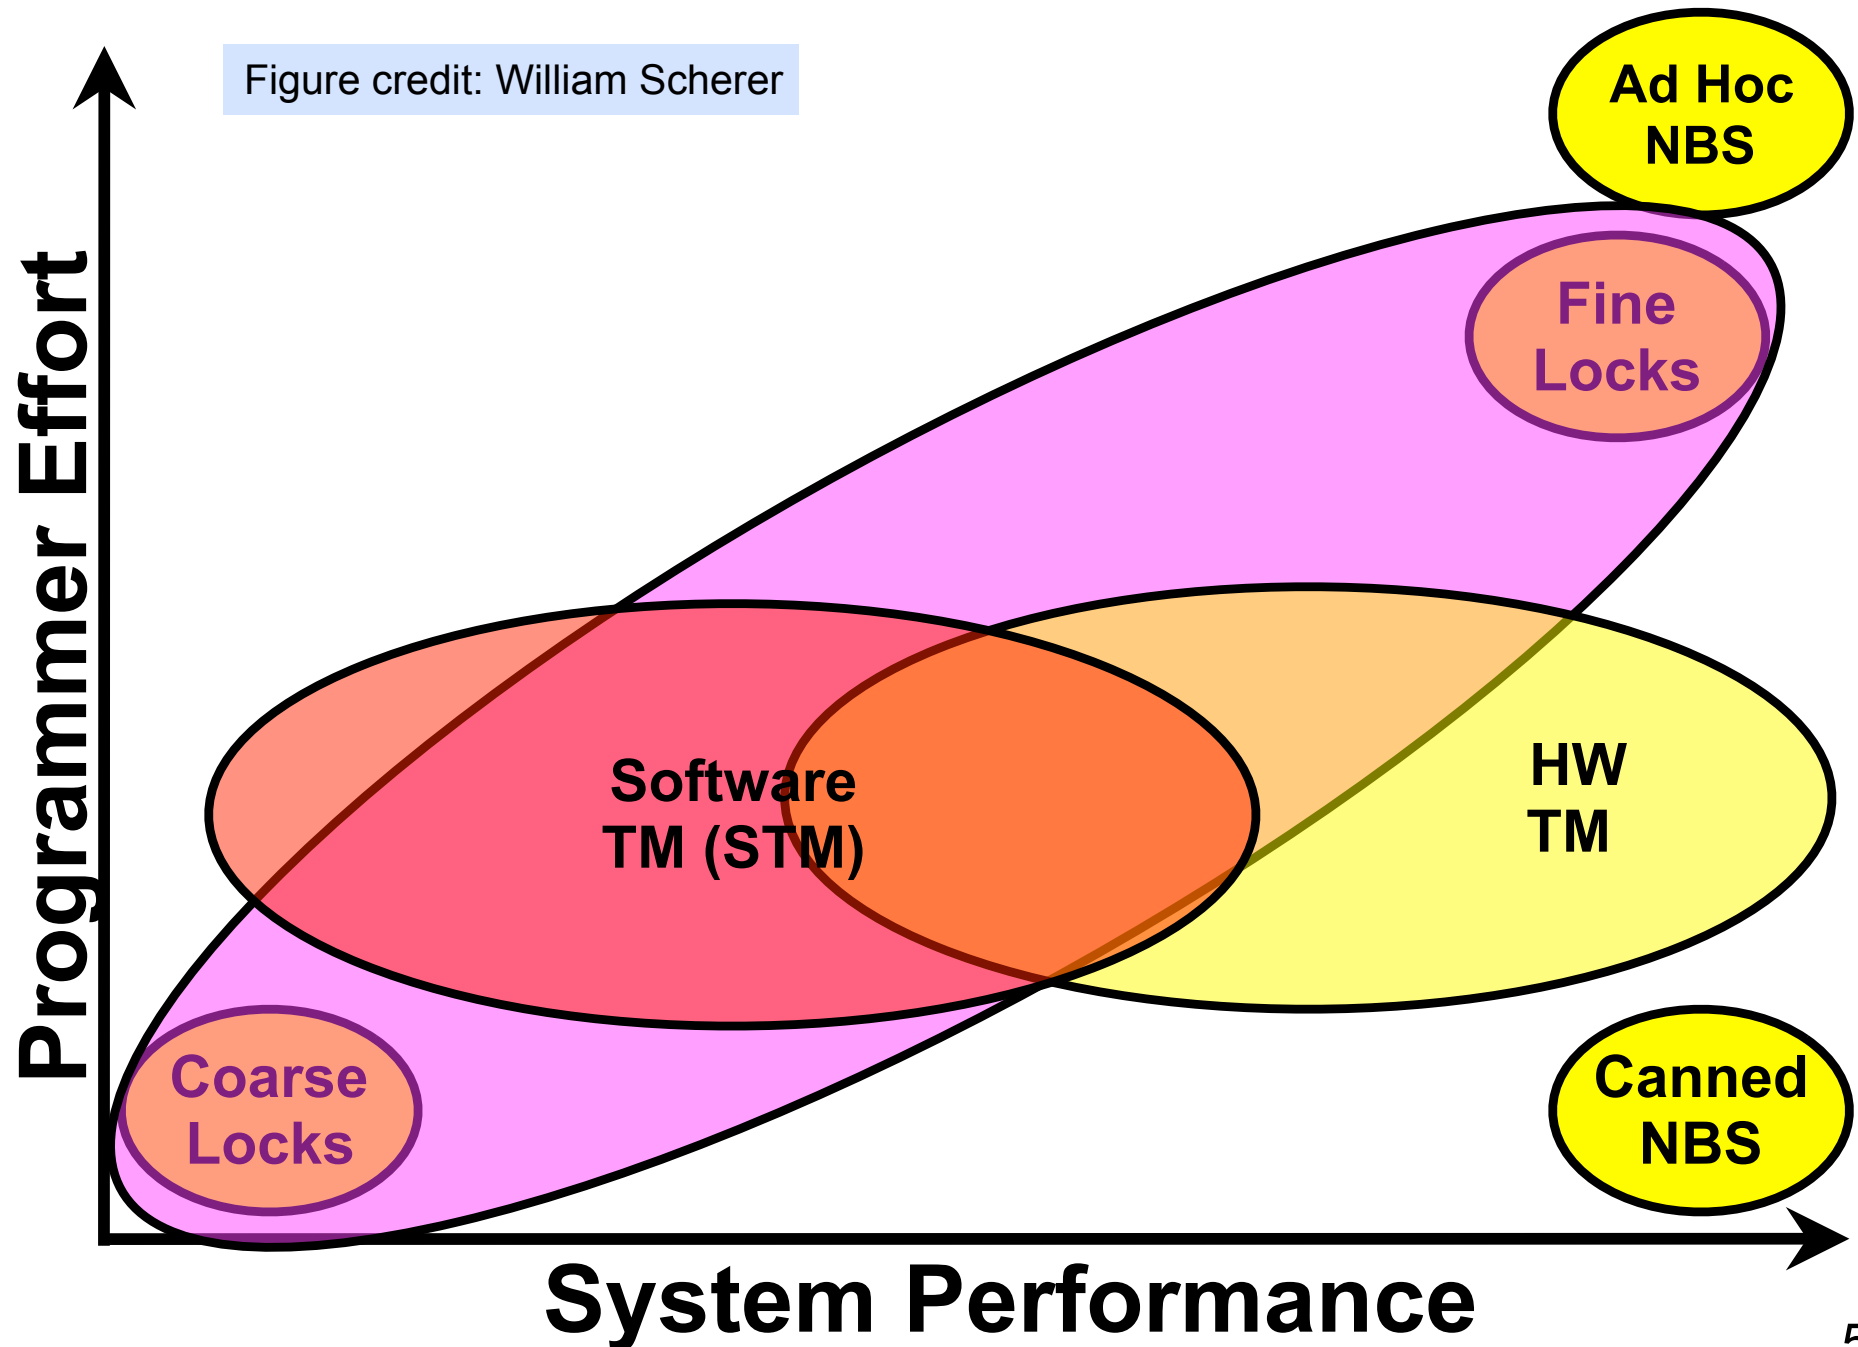 Figure credit: William Scherer
Ad Hoc
NBS
Fine
Locks
Programmer Effort
Software
TM (STM)
HW
TM
Coarse
Locks
Canned
NBS
System Performance